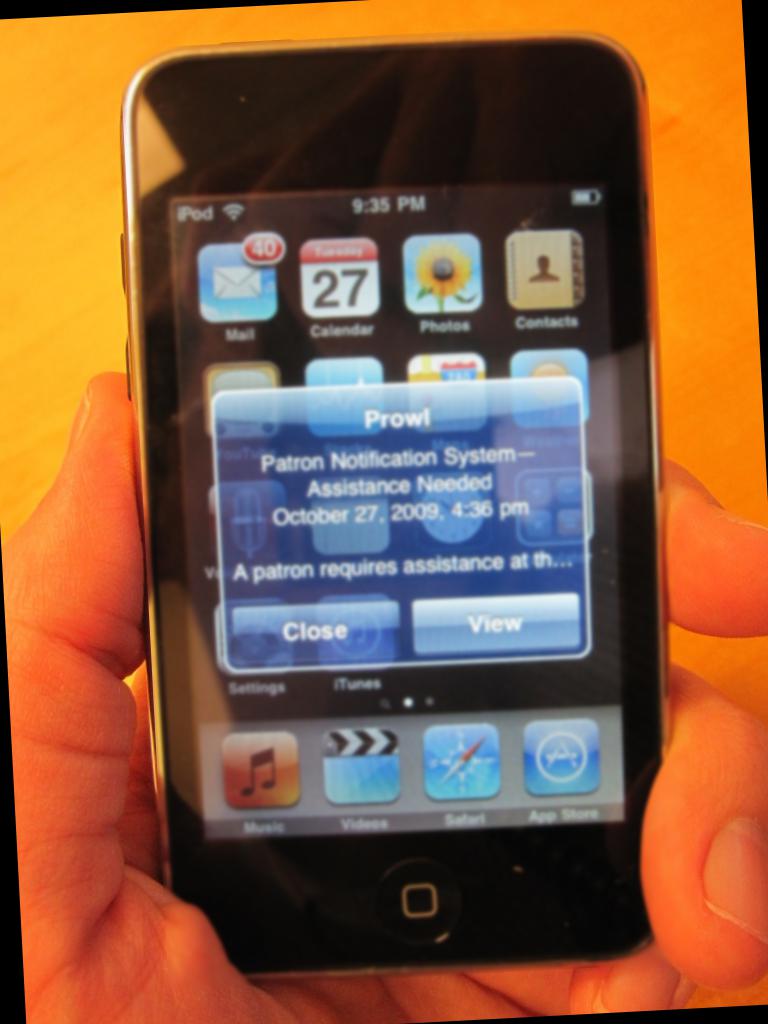 iPod 9:35 PM
40
Tuesday
27
Mail Calendar Photos Contacts
Prowl
Patron Notification System—
Assistance Needed
October 27, 2009, 4:36 pm
A patron requires assistance at th...
Close View
Settings iTunes
Music Videos Safari App Store